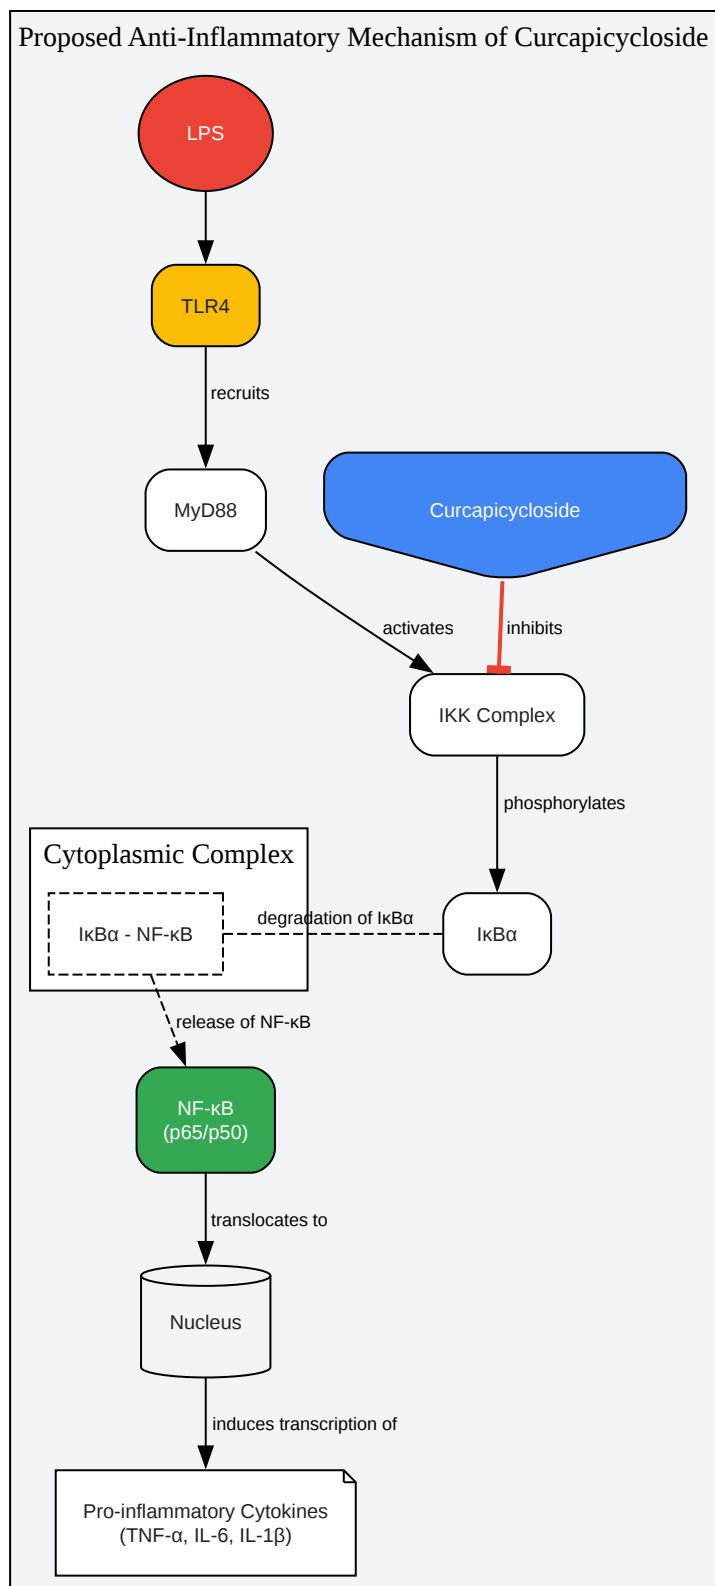 Proposed Anti-Inflammatory Mechanism of Curcapicycloside
LPS
TLR4
recruits
MyD88
Curcapicycloside
activates
inhibits
IKK Complex
phosphorylates
Cytoplasmic Complex
IκBα - NF-κB
degradation of IκBα
IκBα
release of NF-κB
NF-κB
(p65/p50)
translocates to
Nucleus
induces transcription of
Pro-inflammatory Cytokines
(TNF-α, IL-6, IL-1β)